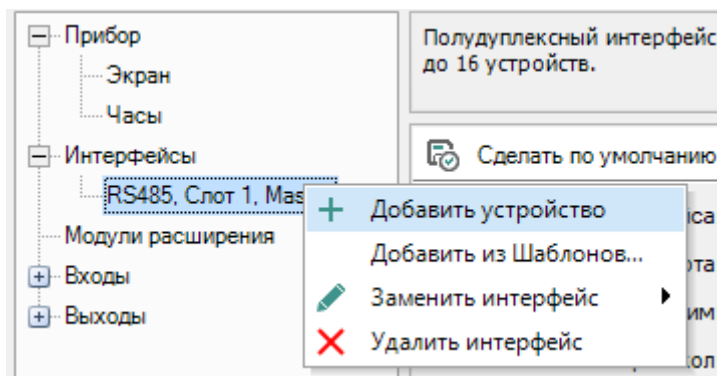 Прибор
Экран
Часы
Интерфейсы
RS485, Слот 1, Mas
Модули расширения
Входы
Выходы
Полудуплексный интерфейс
до 16 устройств.
Сделать по умолчанию
Добавить устройство
Добавить из Шаблонов...
Заменить интерфейс
Удалить интерфейс